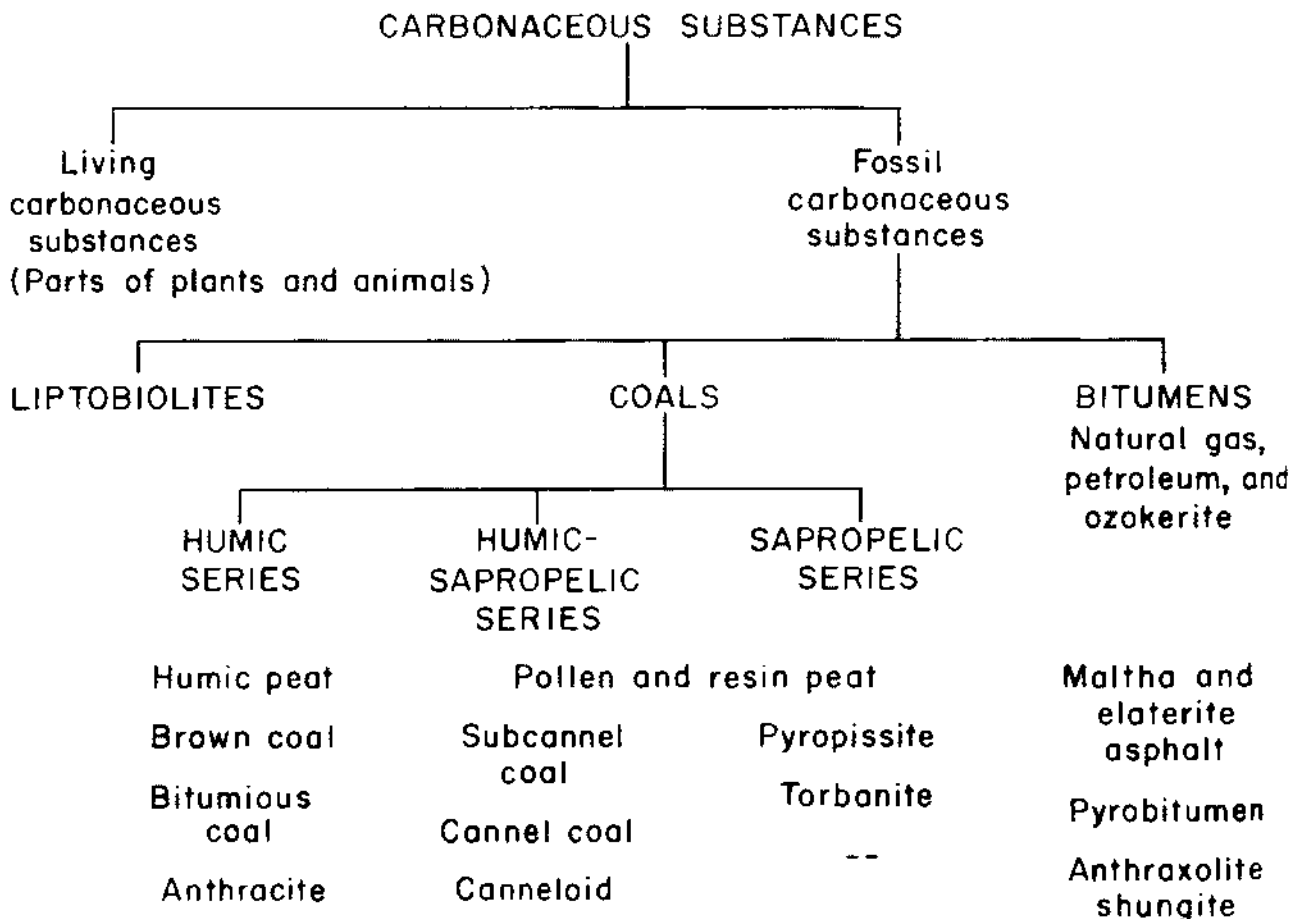 CARBONACEOUS SUBSTANCES
Living
carbonaceous
substances
(Parts of plants and animals)
Fossil
carbonaceous
substances
LIPTOBIOLITES
COALS
BITUMENS
Natural gas,
petroleum, and
ozokerite
HUMIC
SERIES
HUMIC-
SAPROPELIC
SERIES
SAPROPELIC
SERIES
Humic peat
Brown coal
Bitumious
coal
Anthracite
Pollen and resin peat
Subcannel
coal
Cannel coal
Canneloid
Pyropissite
Torbanite
--
Maltha and
elaterite
asphalt
Pyrobitumen
Anthraxolite
shungite